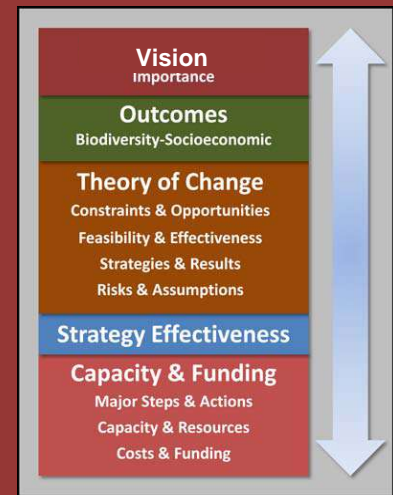 Vision
Importance
Outcomes
Biodiversity-Socioeconomic
Theory of Change
Constraints & Opportunities
Feasibility & Effectiveness
Strategies & Results
Risks & Assumptions
Strategy Effectiveness
Capacity & Funding
Major Steps & Actions
Capacity & Resources
Costs & Funding